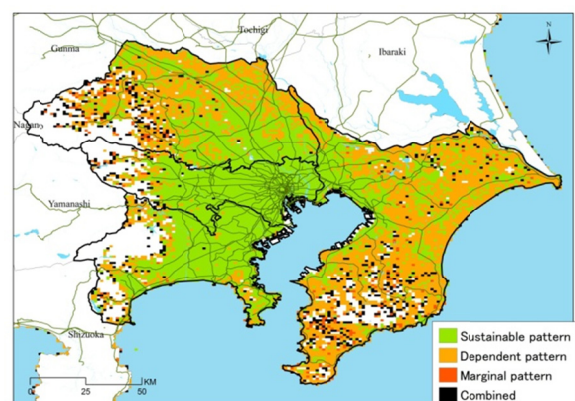 Tochigi
Gunma
Ibaraki
N
Nagano
Yamanashi
Shizuoka
Sustainable pattern
Dependent pattern
Marginal pattern
Combined
KM
0 25 50